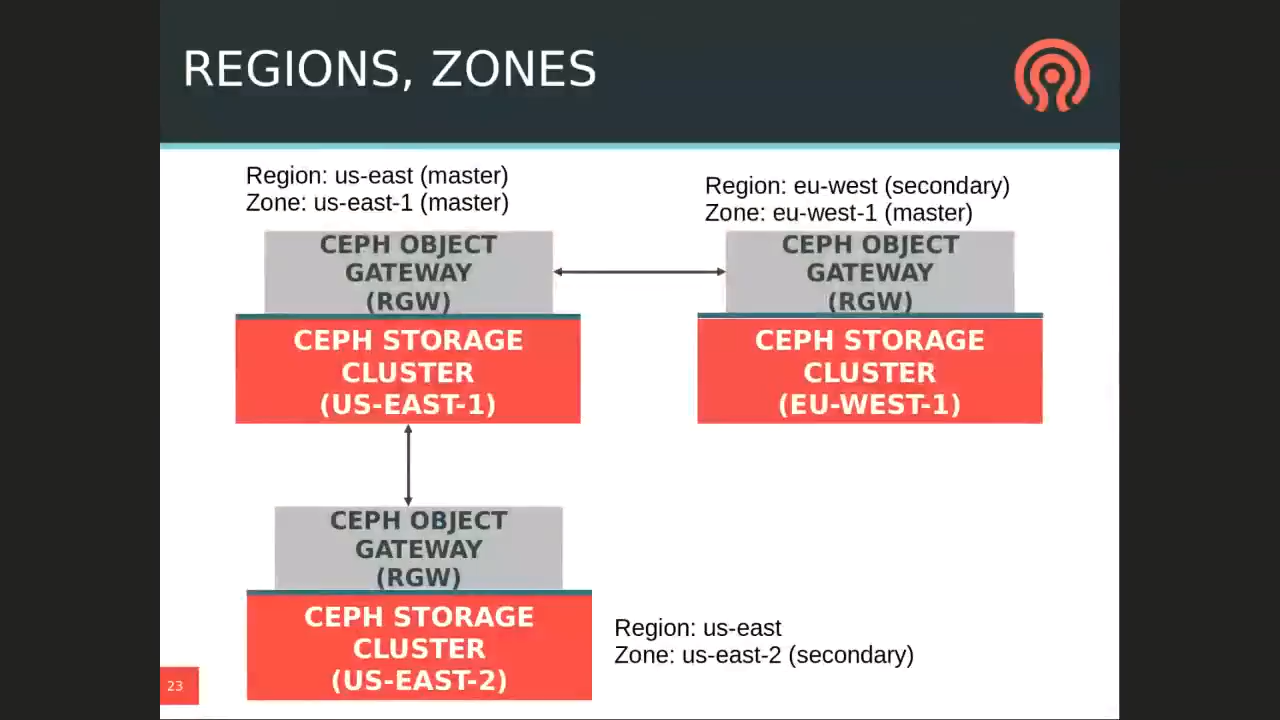 REGIONS, ZONES
Region: us-east (master)
Zone: us-east-1 (master)
CEPH OBJECT
GATEWAY
(RGW)
CEPH STORAGE
CLUSTER
(US-EAST-1)
Region: eu-west (secondary)
Zone: eu-west-1 (master)
CEPH OBJECT
GATEWAY
(RGW)
CEPH STORAGE
CLUSTER
(EU-WEST-1)
CEPH OBJECT
GATEWAY
(RGW)
CEPH STORAGE
CLUSTER
(US-EAST-2)
Region: us-east
Zone: us-east-2 (secondary)
23